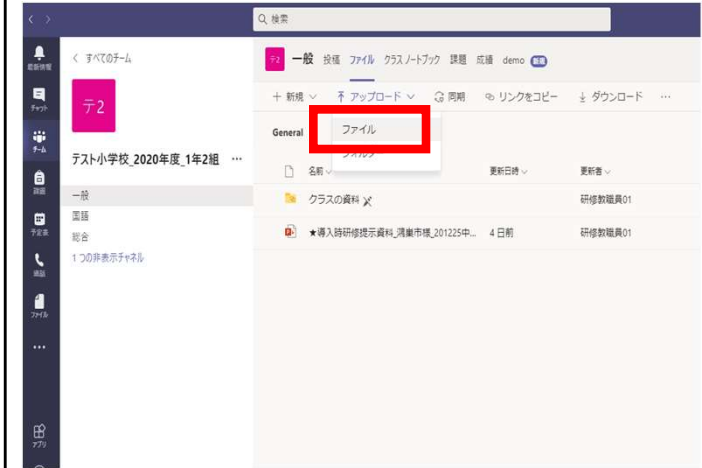 検索
最新情報
チャット
チーム
課題
予定表
通話
ファイル
アプリ
< すべてのチーム
テ2
テスト小学校_2020年度_1年2組 …
一般
国語
総合
1 つの非表示チャネル
テ2 一般 投稿 ファイル クラス ノートブック 課題 成績 demo 新規
+ 新規 アップロード 同期 リンクをコピー ダウンロード …
General
ファイル
名前 更新日時 更新者
クラスの資料 研修教職員01
★導入時研修提示資料_鴻巣市様_201225中... 4 日前 研修教職員01